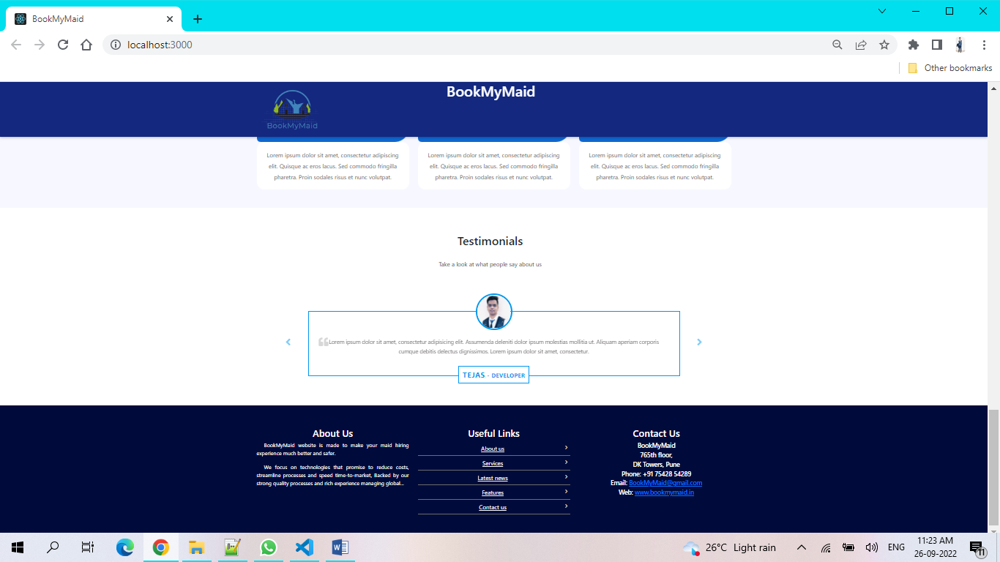 BookMyMaid
localhost:3000
Other bookmarks
BookMyMaid
BookMyMaid
Lorem ipsum dolor sit amet, consectetur adipiscing
elit. Quisque ac eros lacus. Sed commodo fringilla
pharetra. Proin sodales risus et nunc volutpat.
Lorem ipsum dolor sit amet, consectetur adipiscing
elit. Quisque ac eros lacus. Sed commodo fringilla
pharetra. Proin sodales risus et nunc volutpat.
Lorem ipsum dolor sit amet, consectetur adipiscing
elit. Quisque ac eros lacus. Sed commodo fringilla
pharetra. Proin sodales risus et nunc volutpat.
Testimonials
Take a look at what people say about us
Lorem ipsum dolor sit amet, consectetur adipisicing elit. Assumenda deleniti dolor ipsum molestias mollitia ut. Aliquam aperiam corporis
cumque debitis delectus dignissimos. Lorem ipsum dolor sit amet, consectetur.
TEJAS - DEVELOPER
About Us
BookMyMaid website is made to make your maid hiring
experience much better and safer.
We focus on technologies that promise to reduce costs,
streamline processes and speed time-to-market, Backed by our
strong quality processes and rich experience managing global...
Useful Links
About us
Services
Latest news
Features
Contact us
Contact Us
BookMyMaid
765th floor,
DK Towers, Pune
Phone: +91 75428 54289
Email: BookMyMaid@gmail.com
Web: www.bookmymaid.in
26°C Light rain
ENG
11:23 AM
26-09-2022
11